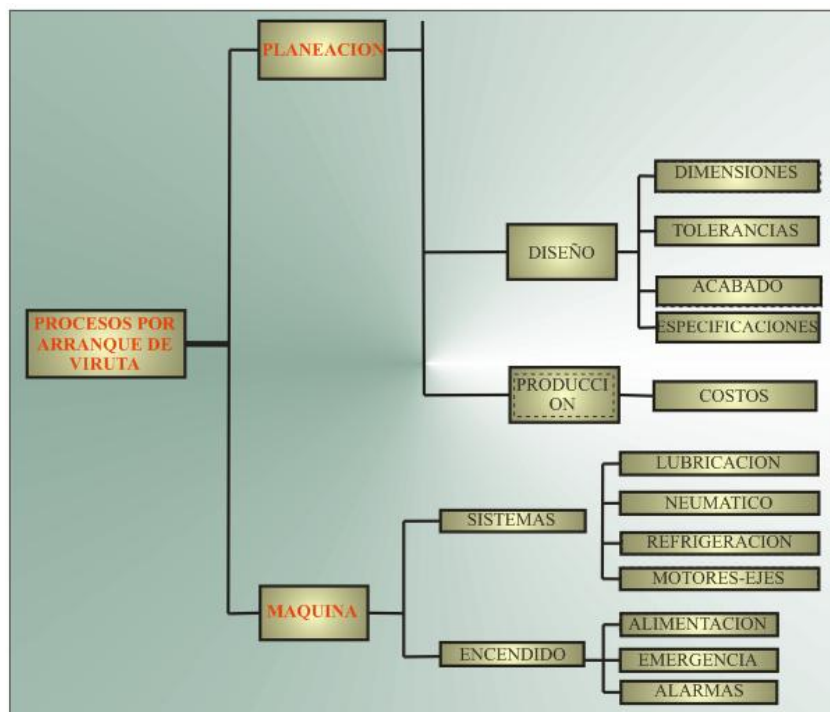 PLANEACION
DIMENSIONES
TOLERANCIAS
DISEÑO
ACABADO
ESPECIFICACIONES
PROCESOS POR
ARRANQUE DE
VIRUTA
PRODUCCI
ON
COSTOS
LUBRICACION
NEUMATICO
SISTEMAS
REFRIGERACION
MOTORES-EJES
MAQUINA
ALIMENTACION
ENCENDIDO
EMERGENCIA
ALARMAS